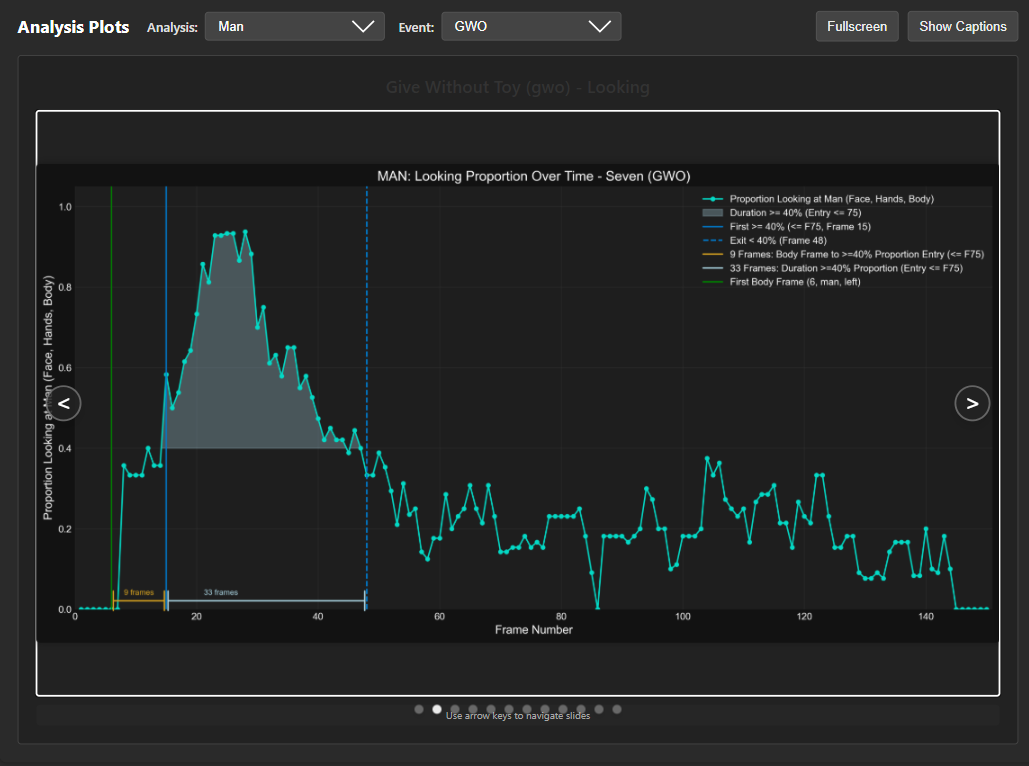 Analysis Plots Analysis: Man Event: GWO Fullscreen Show Captions
Give Without Toy (gwo) - Looking
MAN: Looking Proportion Over Time - Seven (GWO)
Proportion Looking at Man (Face, Hands, Body)
Duration >= 40% (Entry <= 75)
First >= 40% (<= F75, Frame 15)
Exit < 40% (Frame 48)
9 Frames: Body Frame to >=40% Proportion Entry (<= F75)
33 Frames: Duration >=40% Proportion (Entry <= F75)
First Body Frame (6, man, left)
Proportion Looking at Man (Face, Hands, Body)
1.0
0.8
0.6
0.4
0.2
0.0
< >
9 frames 33 frames
0 20 40 60 80 100 120 140
Frame Number
Use arrow keys to navigate slides